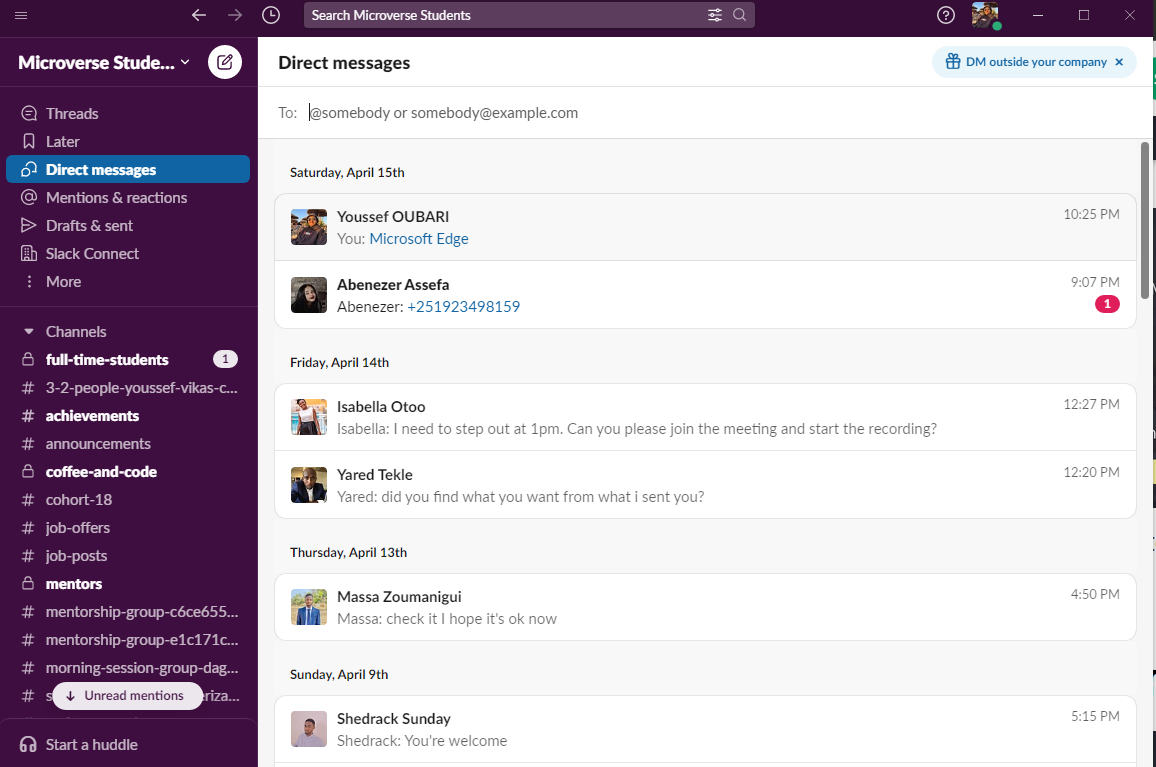 Search Microverse Students
Microverse Stude...
Threads
Later
Direct messages
Mentions & reactions
Drafts & sent
Slack Connect
More
Channels
full-time-students 1
3-2-people-youssef-vikas-c...
achievements
announcements
coffee-and-code
cohort-18
job-offers
job-posts
mentors
mentorship-group-c6ce655...
mentorship-group-e1c171c...
morning-session-group-dag...
Unread mentions
Start a huddle
Direct messages
DM outside your company
To: @somebody or somebody@example.com
Saturday, April 15th
Youssef OUBARI 10:25 PM
You: Microsoft Edge
Abenezer Assefa 9:07 PM
Abenezer: +251923498159 1
Friday, April 14th
Isabella Otoo 12:27 PM
Isabella: I need to step out at 1pm. Can you please join the meeting and start the recording?
Yared Tekle 12:20 PM
Yared: did you find what you want from what i sent you?
Thursday, April 13th
Massa Zoumanigui 4:50 PM
Massa: check it I hope it's ok now
Sunday, April 9th
Shedrack Sunday 5:15 PM
Shedrack: You're welcome